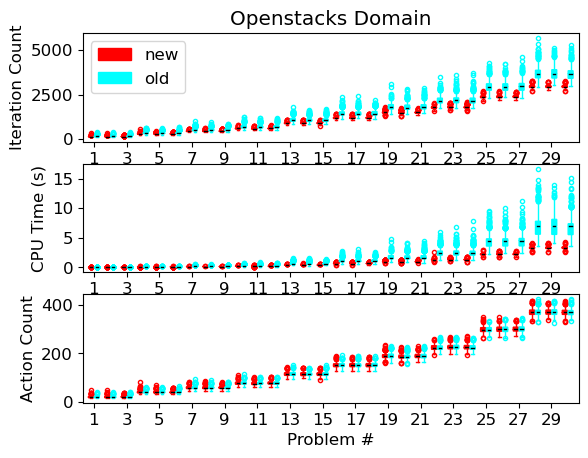 Openstacks Domain
Iteration Count
5000
2500
0
new
old
1 3 5 7 9 11 13 15 17 19 21 23 25 27 29
CPU Time (s)
15
10
5
0
1 3 5 7 9 11 13 15 17 19 21 23 25 27 29
Action Count
400
200
0
1 3 5 7 9 11 13 15 17 19 21 23 25 27 29
Problem #